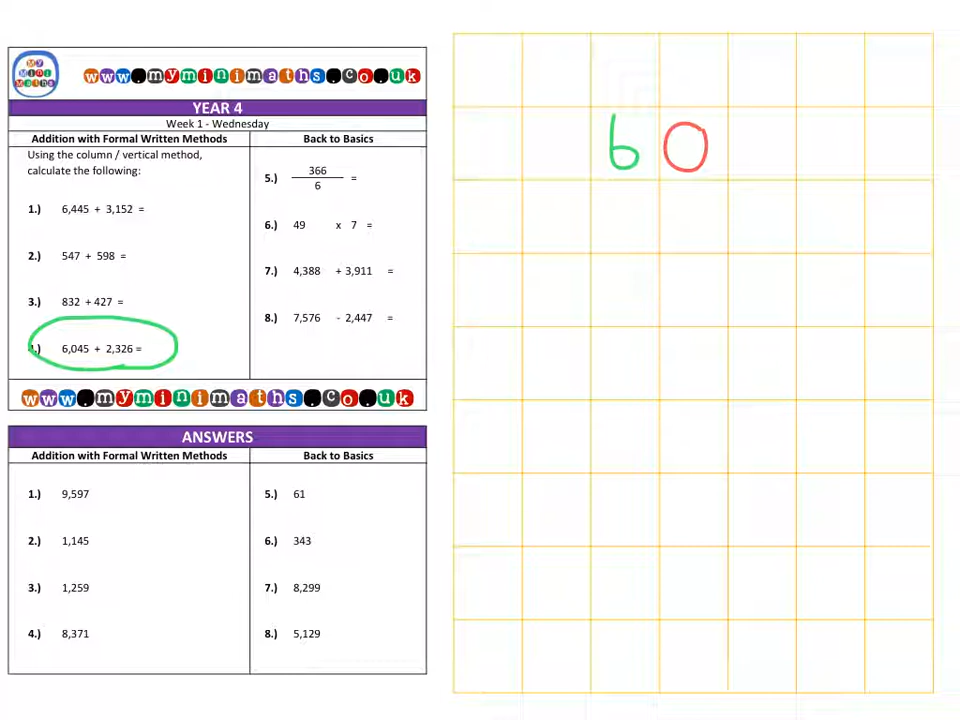 My
Mini
Maths
www.myminimaths.co.uk
YEAR 4
Week 1 - Wednesday
Addition with Formal Written Methods
Back to Basics
Using the column / vertical method,
calculate the following:
1.) 6,445 + 3,152 =
2.) 547 + 598 =
3.) 832 + 427 =
4.) 6,045 + 2,326 =
5.) 366
6 =
6.) 49 x 7 =
7.) 4,388 + 3,911 =
8.) 7,576 - 2,447 =
www.myminimaths.co.uk
ANSWERS
Addition with Formal Written Methods
Back to Basics
1.) 9,597
2.) 1,145
3.) 1,259
4.) 8,371
5.) 61
6.) 343
7.) 8,299
8.) 5,129
6 0